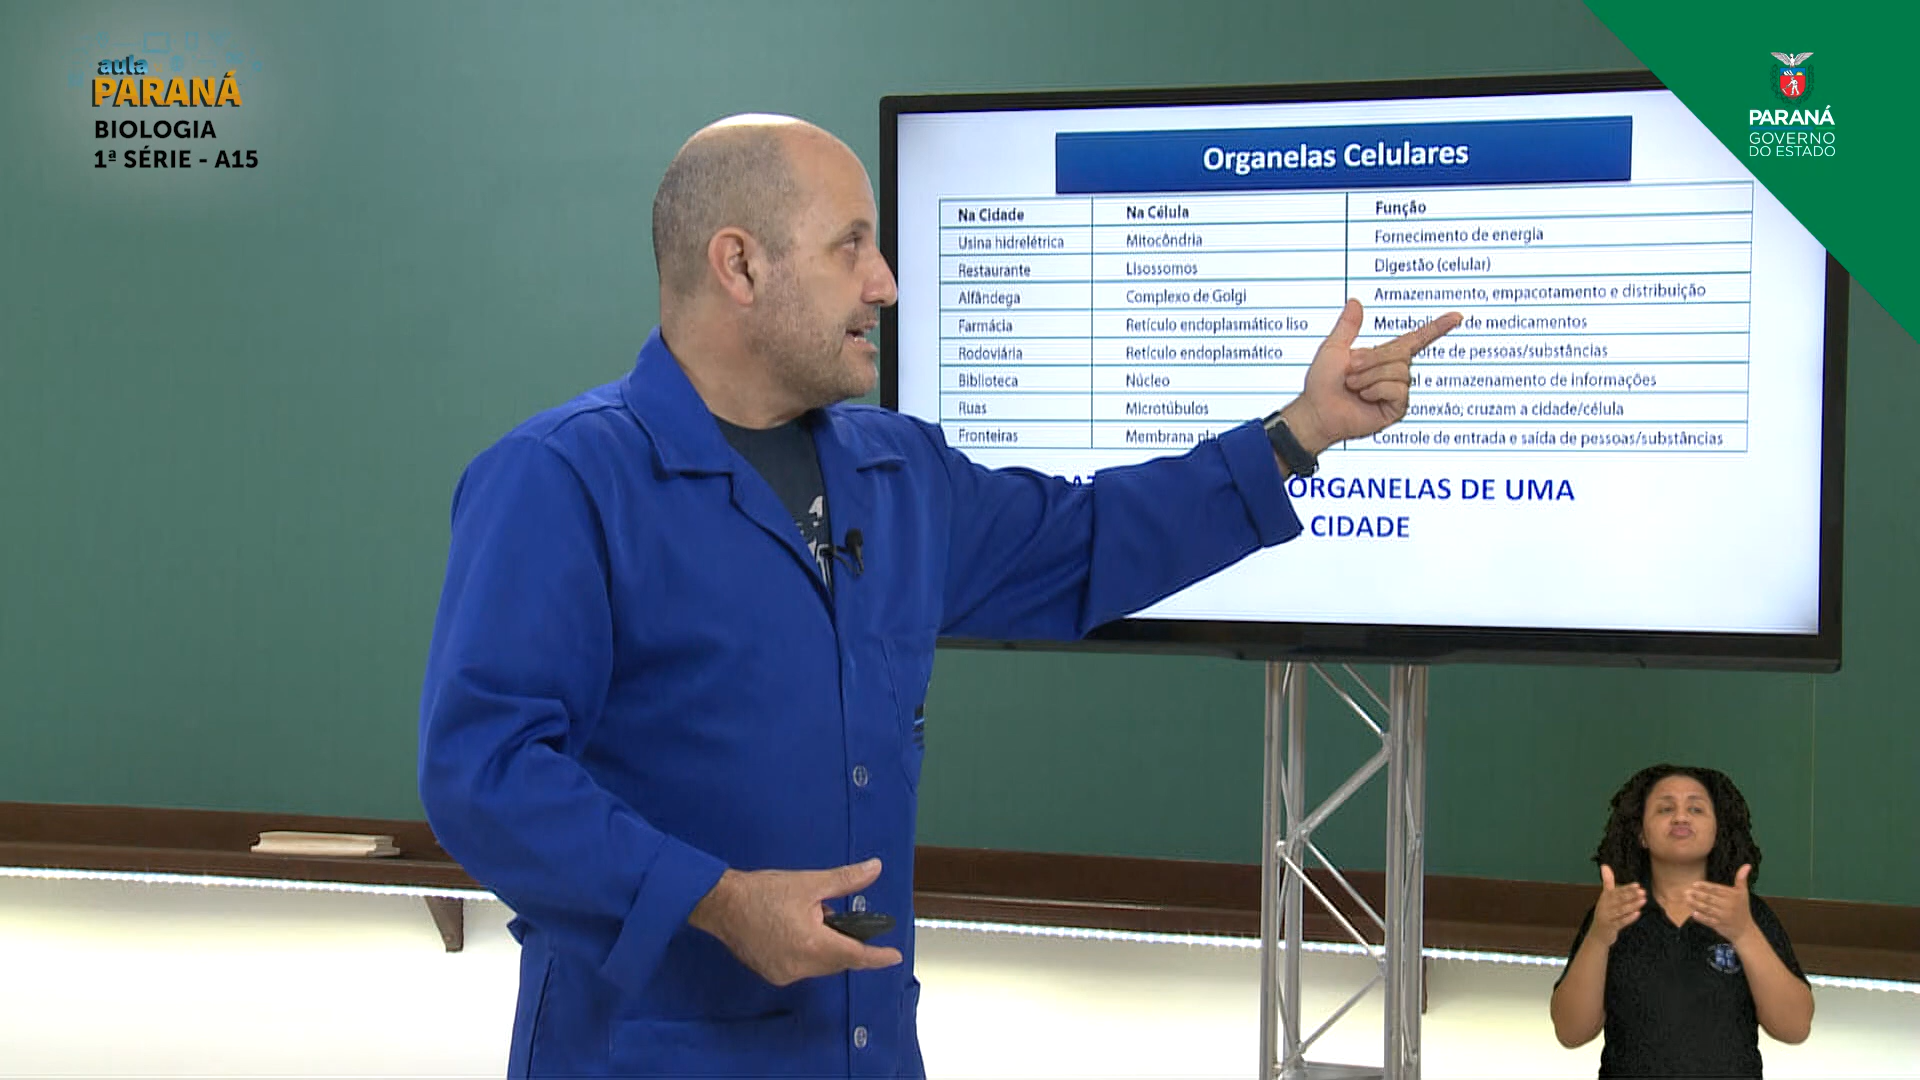 aula
PARANÁ
BIOLOGIA
1ª SÉRIE - A15
PARANÁ
GOVERNO
DO ESTADO
Organelas Celulares
Na Cidade Na Célula Função
Usina hidrelétrica Mitocôndria Fornecimento de energia
Restaurante Lisossomos Digestão (celular)
Alfândega Complexo de Golgi Armazenamento, empacotamento e distribuição
Farmácia Retículo endoplasmático liso de medicamentos
Rodoviária Retículo endoplasmático de pessoas/substâncias
Biblioteca Núcleo e armazenamento de informações
Ruas Microtúbulos conexão; cruzam a cidade/célula
Fronteiras Membrana Controle de entrada e saída de pessoas/substâncias
ORGANELAS DE UMA
CIDADE